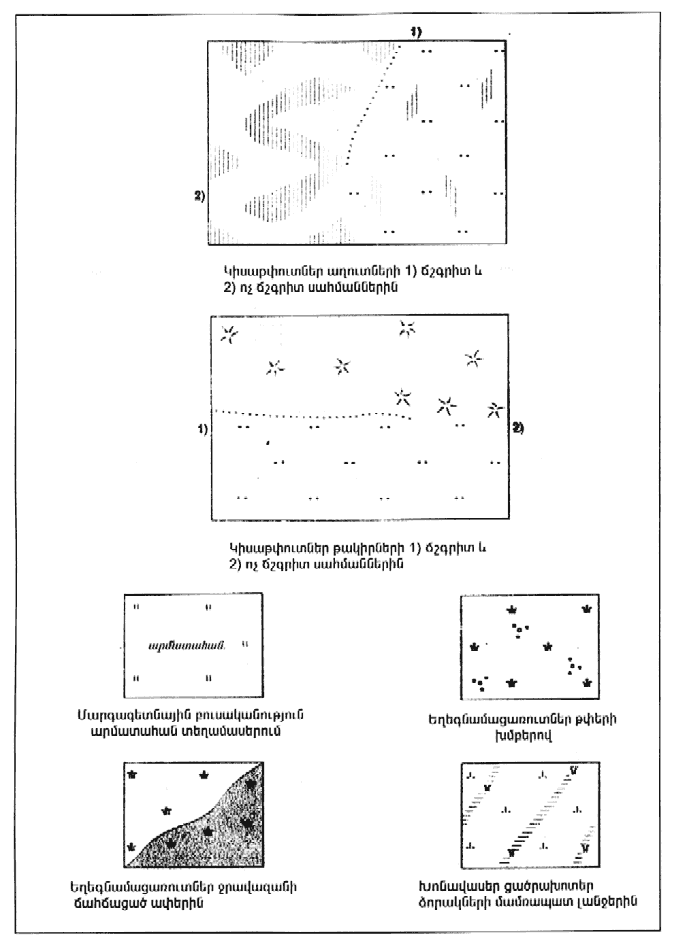 1)
2)
Կիսաթփուտներ աղուտների 1) ճշգրիտ և
2) ոչ ճշգրիտ սահմաններին
1)
2)
Կիսաթփուտներ թակիրների 1) ճշգրիտ և
2) ոչ ճշգրիտ սահմաններին
արմատահան.
Մարգագետնային բուսականություն
արմատահան տեղամասերում
Եղեգնամացառուտներ թփերի
խմբերով
Եղեգնամացառուտներ ջրավազանի
ճահճացած ափերին
Խոնավասեր ցածրախոտեր
ձորակների մամռապատ լանջերին